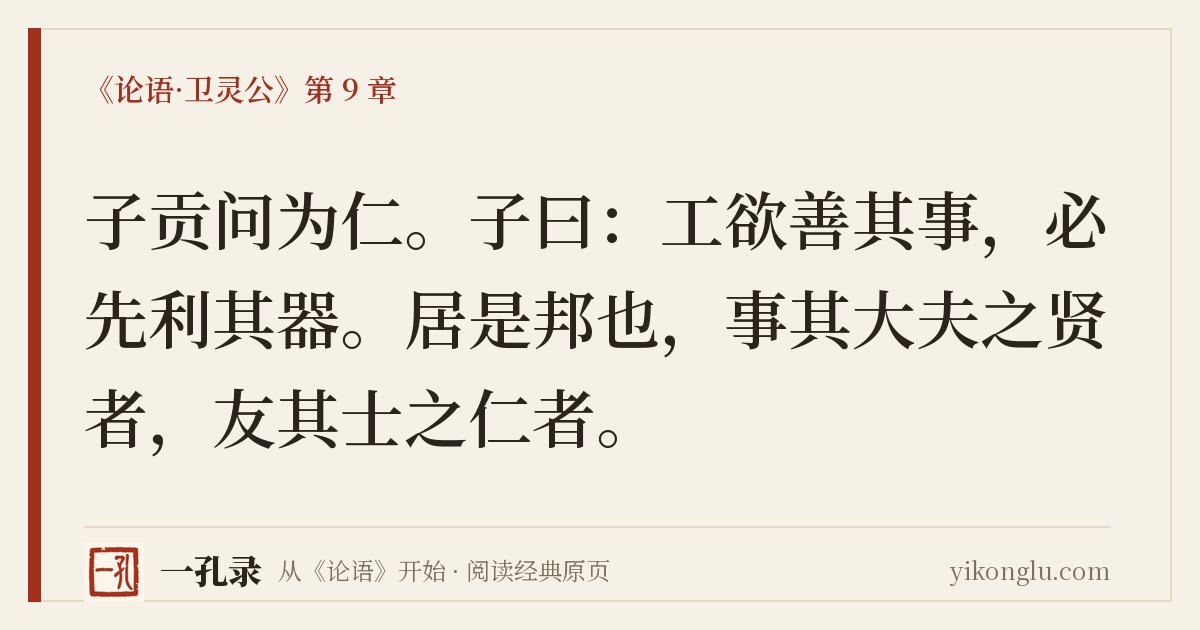 《论语·卫灵公》第 9 章
子贡问为仁。子曰：工欲善其事，必
先利其器。居是邦也，事其大夫之贤
者，友其士之仁者。
一孔
一孔录 从《论语》开始 · 阅读经典原页 yikonglu.com